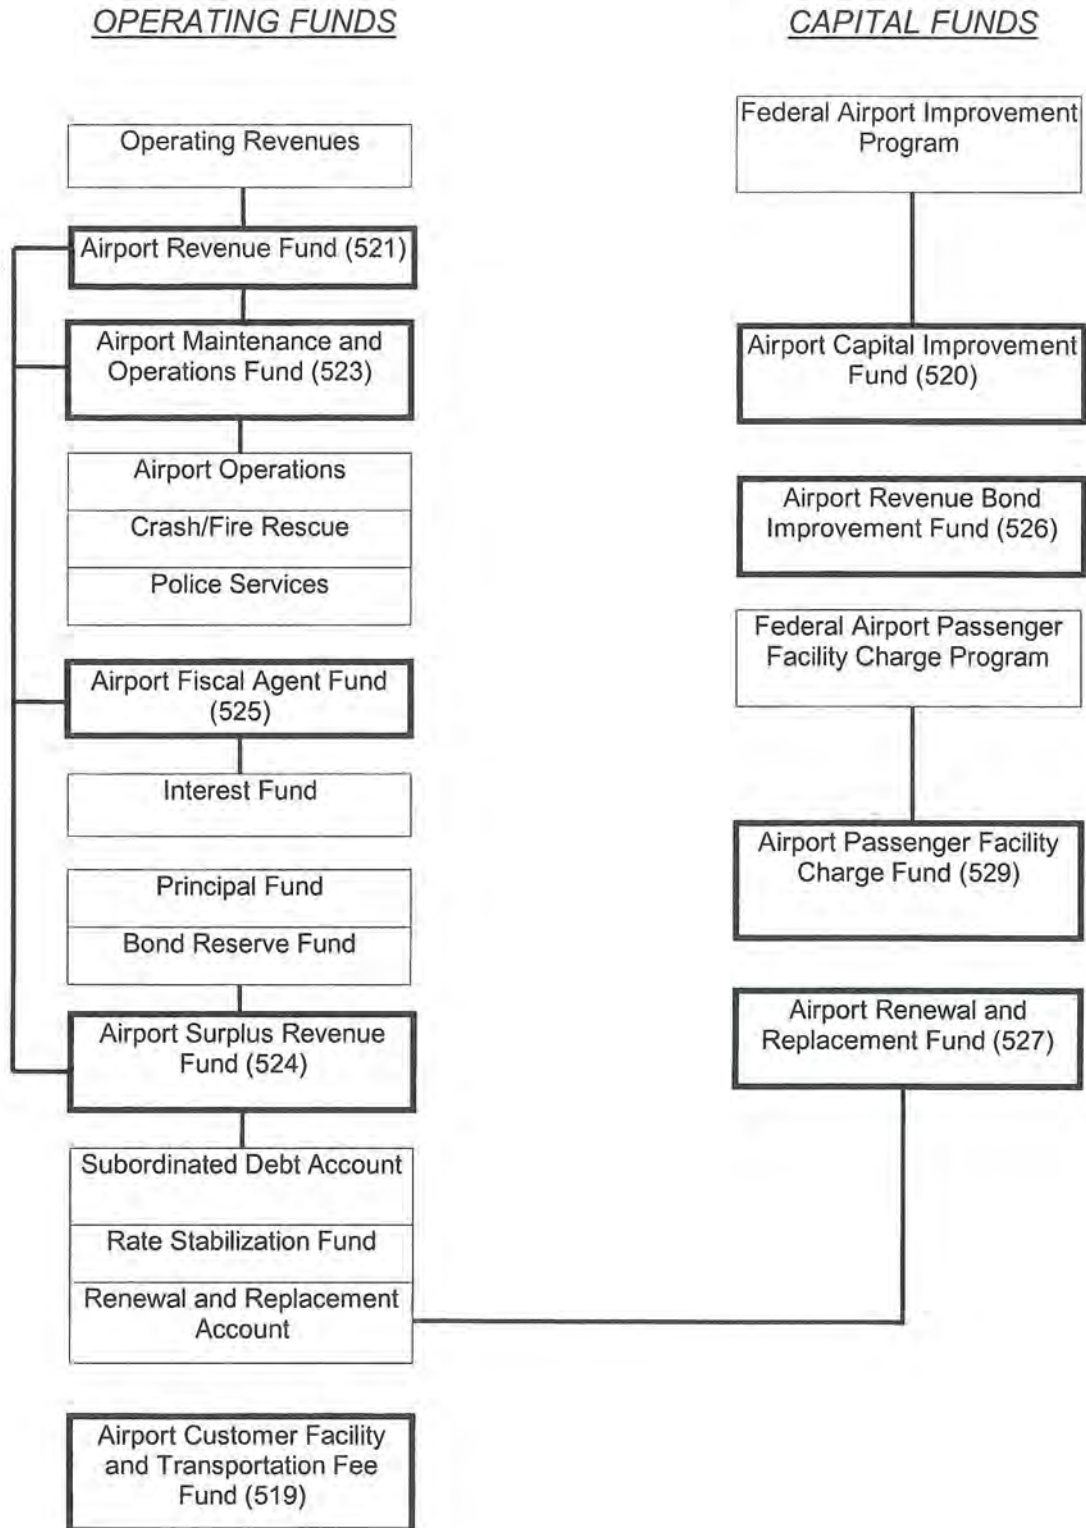 OPERATING FUNDS
Operating Revenues
Airport Revenue Fund (521)
Airport Maintenance and
Operations Fund (523)
Airport Operations
Crash/Fire Rescue
Police Services
Airport Fiscal Agent Fund
(525)
Interest Fund
Principal Fund
Bond Reserve Fund
Airport Surplus Revenue
Fund (524)
Subordinated Debt Account
Rate Stabilization Fund
Renewal and Replacement
Account
Airport Customer Facility
and Transportation Fee
Fund (519)
CAPITAL FUNDS
Federal Airport Improvement
Program
Airport Capital Improvement
Fund (520)
Airport Revenue Bond
Improvement Fund (526)
Federal Airport Passenger
Facility Charge Program
Airport Passenger Facility
Charge Fund (529)
Airport Renewal and
Replacement Fund (527)